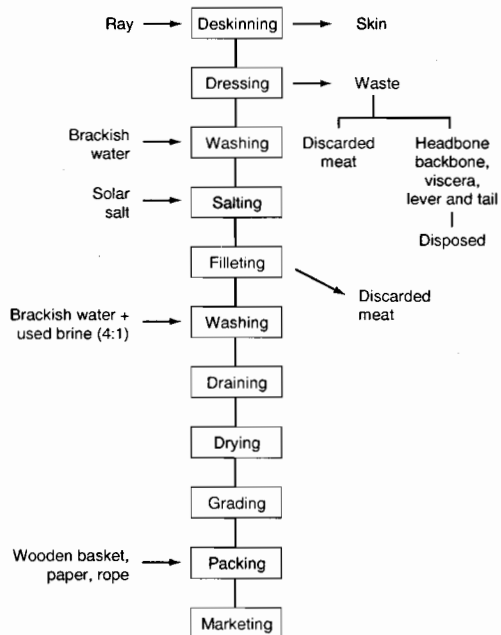 Ray
Deskinning
Skin
Dressing
Waste
Brackish
water
Washing
Discarded
meat
Headbone
backbone,
viscera,
lever and tail
Disposed
Solar
salt
Salting
Filleting
Discarded
meat
Brackish water +
used brine (4:1)
Washing
Draining
Drying
Grading
Wooden basket,
paper, rope
Packing
Marketing